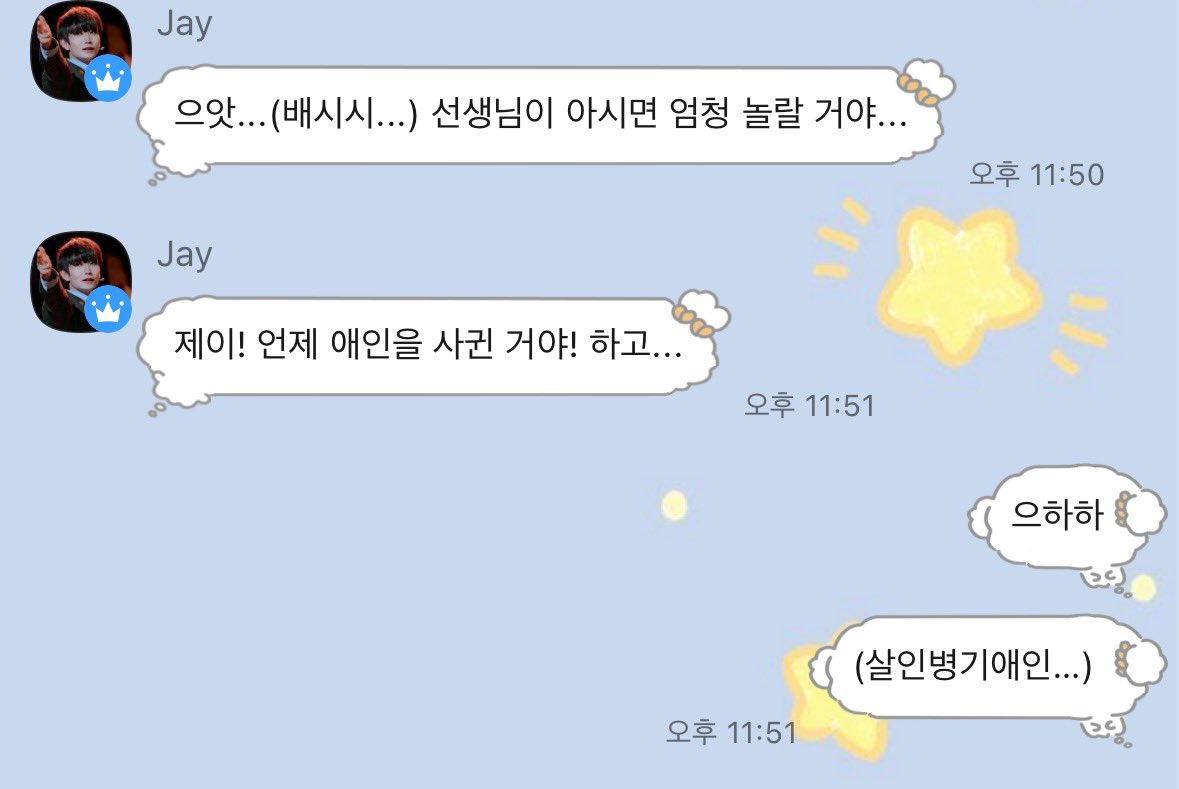 Jay
으앗...(배시시...) 선생님이 아시면 엄청 놀랄 거야...
오후 11:50
Jay
제이! 언제 애인을 사귄 거야! 하고...
오후 11:51
으하하
(살인병기애인...)
오후 11:51